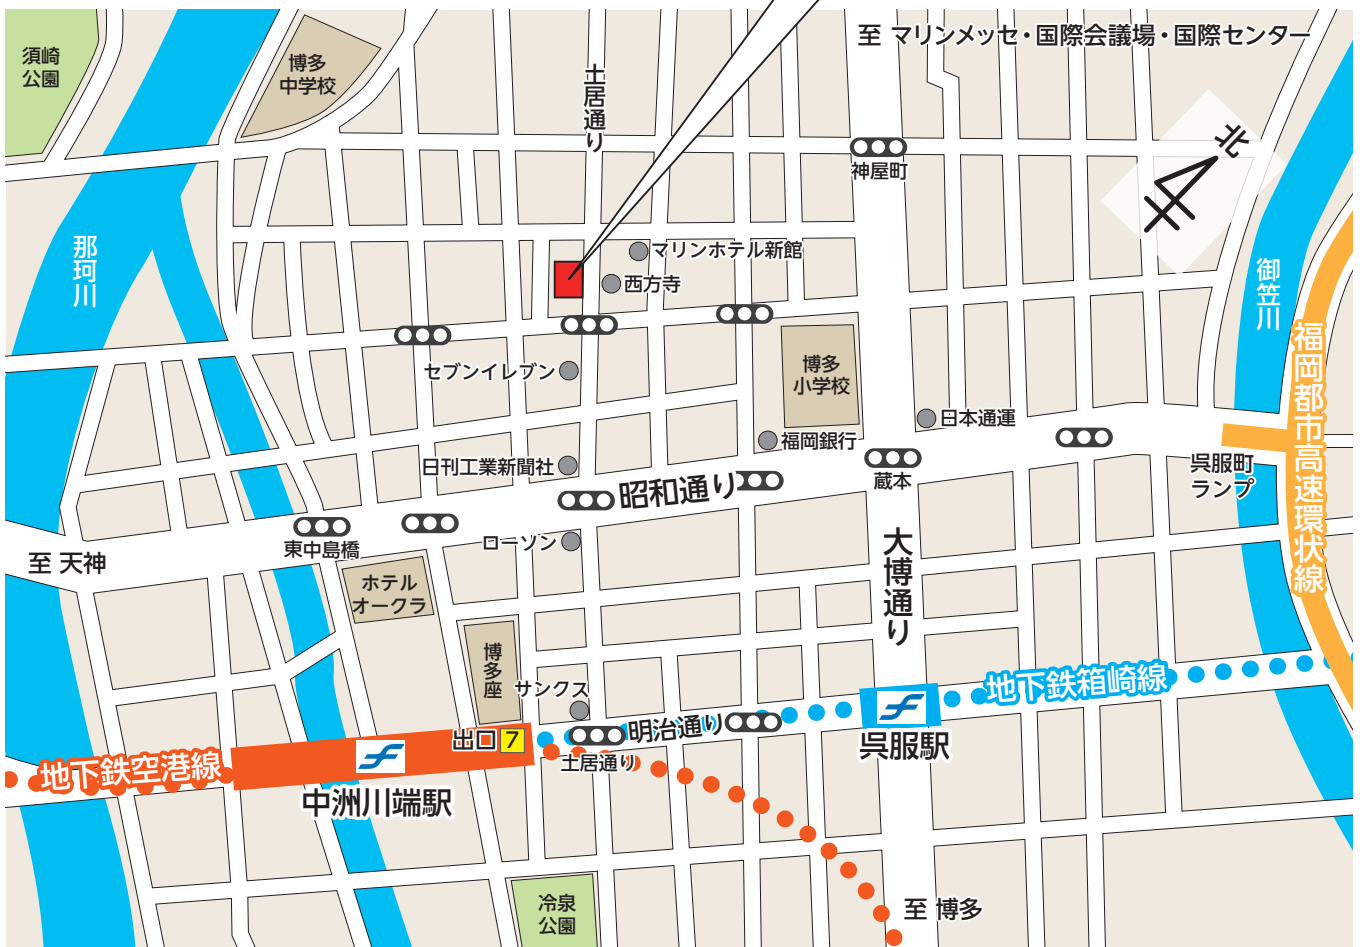 至 マリンメッセ・国際会議場・国際センター
須崎
公園
博多
中学校
土居通り
北
神屋町
那珂川
マリンホテル新館
西方寺
御笠川
福岡都市高速環状線
セブンイレブン
博多
小学校
日本通運
福岡銀行
日刊工業新聞社
呉服町
ランプ
蔵本
昭和通り
東中島橋
ローソン
大博通り
至 天神
ホテル
オークラ
博多座
サンクス
地下鉄箱崎線
明治通り
出口 7
土居通り
呉服駅
地下鉄空港線
中洲川端駅
冷泉
公園
至 博多